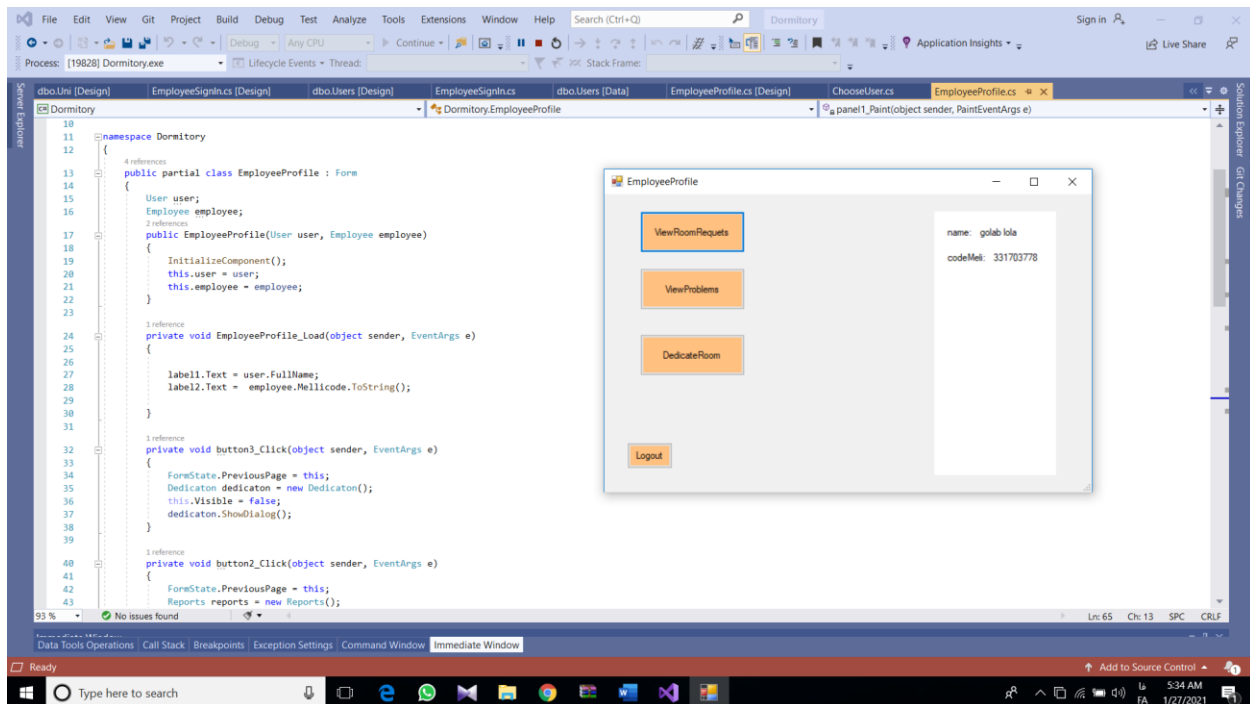 File Edit View Git Project Build Debug Test Analyze Tools Extensions Window Help Search (Ctrl+Q) Dormitory Sign in
Debug Any CPU Continue Application Insights Live Share
Process: [19828] Dormitory.exe Lifecycle Events Thread: Stack Frame:
Server Explorer
Solution Explorer
Git Changes
dbo.Uni [Design] EmployeeSignIn.cs [Design] dbo.Users [Design] EmployeeSignIn.cs dbo.Users [Data] EmployeeProfile.cs [Design] ChooseUser.cs EmployeeProfile.cs
Dormitory Dormitory.EmployeeProfile panel1_Paint(object sender, PaintEventArgs e)
10
11 namespace Dormitory
12 {
4 references
13 public partial class EmployeeProfile : Form
14 {
15 User user;
16 Employee employee;
2 references
17 public EmployeeProfile(User user, Employee employee)
18 {
19 InitializeComponent();
20 this.user = user;
21 this.employee = employee;
22 }
23
1 reference
24 private void EmployeeProfile_Load(object sender, EventArgs e)
25 {
26
27 label1.Text = user.FullName;
28 label2.Text = employee.Mellicode.ToString();
29
30 }
31
1 reference
32 private void button3_Click(object sender, EventArgs e)
33 {
34 FormState.PreviousPage = this;
35 Dedicaton dedicaton = new Dedicaton();
36 this.Visible = false;
37 dedicaton.ShowDialog();
38 }
39
1 reference
40 private void button2_Click(object sender, EventArgs e)
41 {
42 FormState.PreviousPage = this;
43 Reports reports = new Reports();
EmployeeProfile
ViewRoomRequets
ViewProblems
DedicateRoom
Logout
name: golab lola
codeMeli: 331703778
93 % No issues found Ln: 65 Ch: 13 SPC CRLF
Immediate Window
Data Tools Operations Call Stack Breakpoints Exception Settings Command Window Immediate Window
Ready Add to Source Control 1
Type here to search
فا 5:34 AM
FA 1/27/2021 1